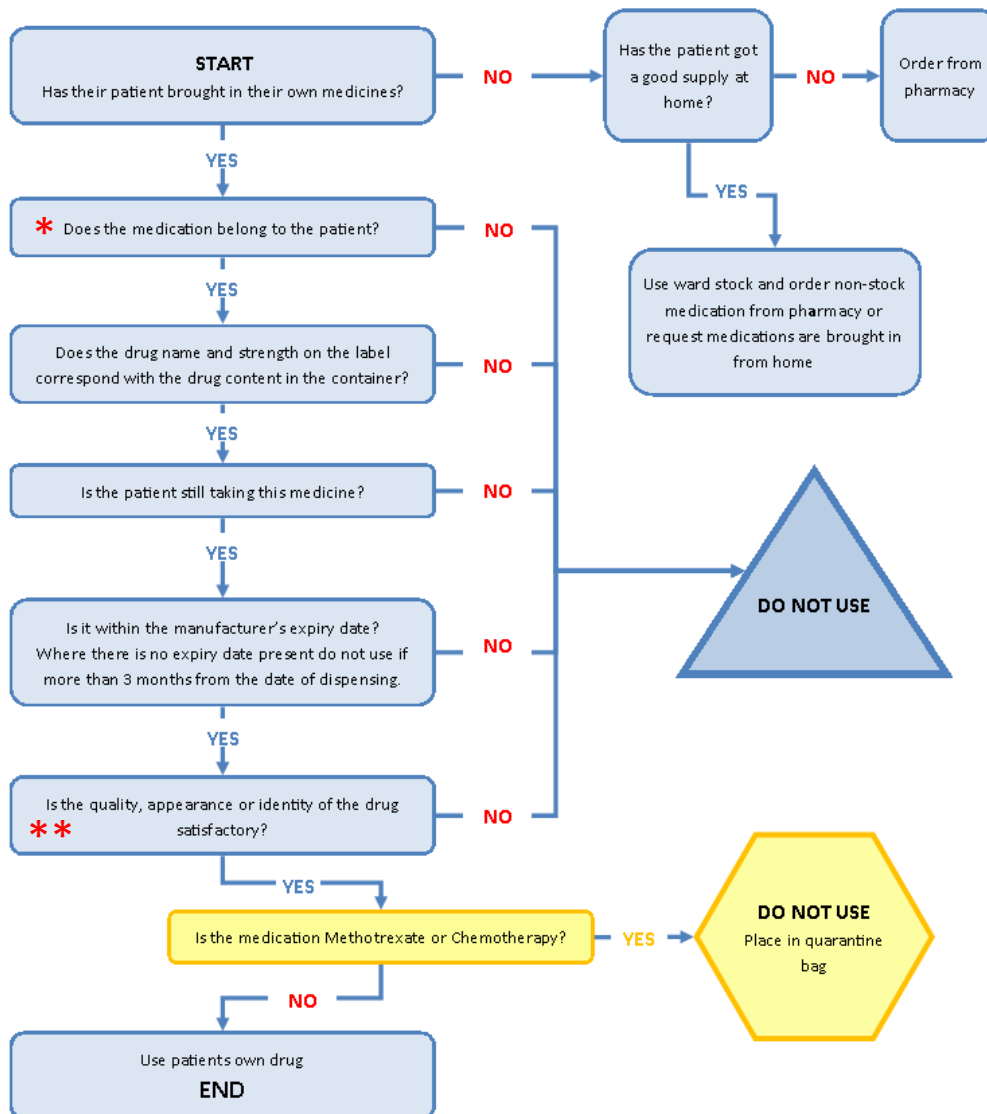 START
Has their patient brought in their own medicines?
NO
Has the patient got
a good supply at
home?
NO
Order from
pharmacy
YES
YES
* Does the medication belong to the patient?
NO
Use ward stock and order non-stock
medication from pharmacy or
request medications are brought in
from home
YES
Does the drug name and strength on the label
correspond with the drug content in the container?
NO
YES
Is the patient still taking this medicine?
NO
YES
DO NOT USE
Is it within the manufacturer's expiry date?
Where there is no expiry date present do not use if
more than 3 months from the date of dispensing.
NO
YES
Is the quality, appearance or identity of the drug
** satisfactory?
NO
YES
Is the medication Methotrexate or Chemotherapy?
YES
DO NOT USE
Place in quarantine
bag
NO
Use patients own drug
END